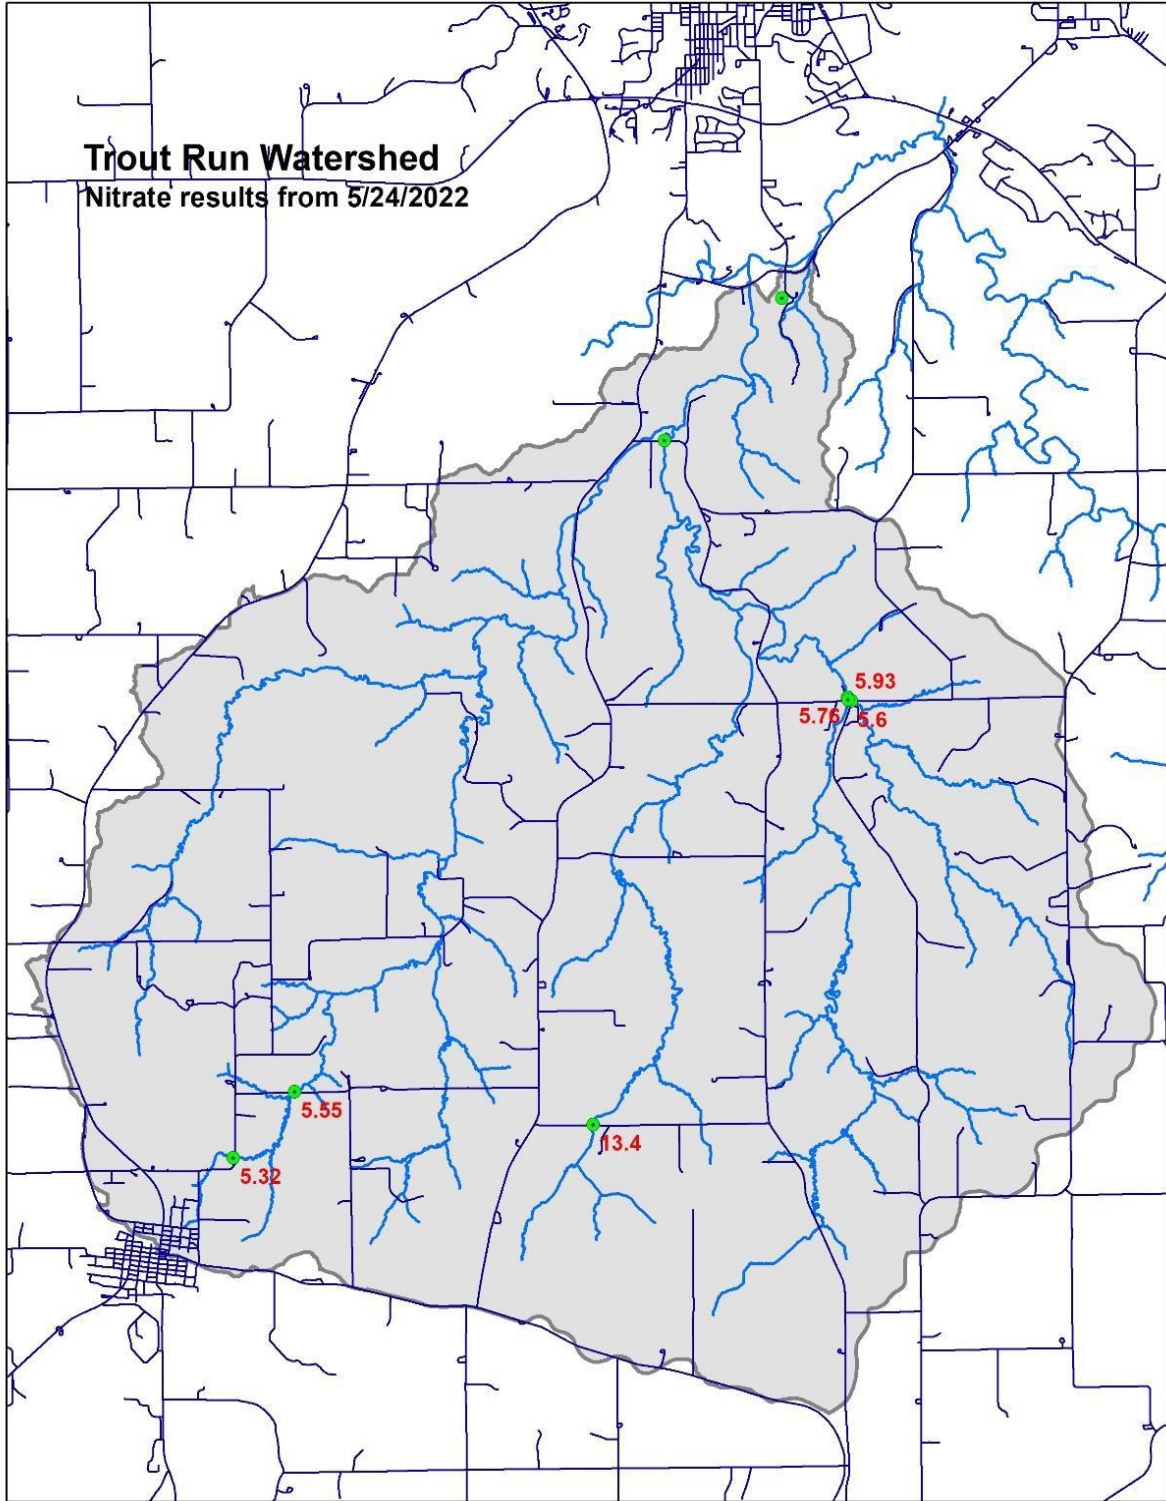 Trout Run Watershed
Nitrate results from 5/24/2022
5.93
5.76 5.6
5.55
13.4
5.32